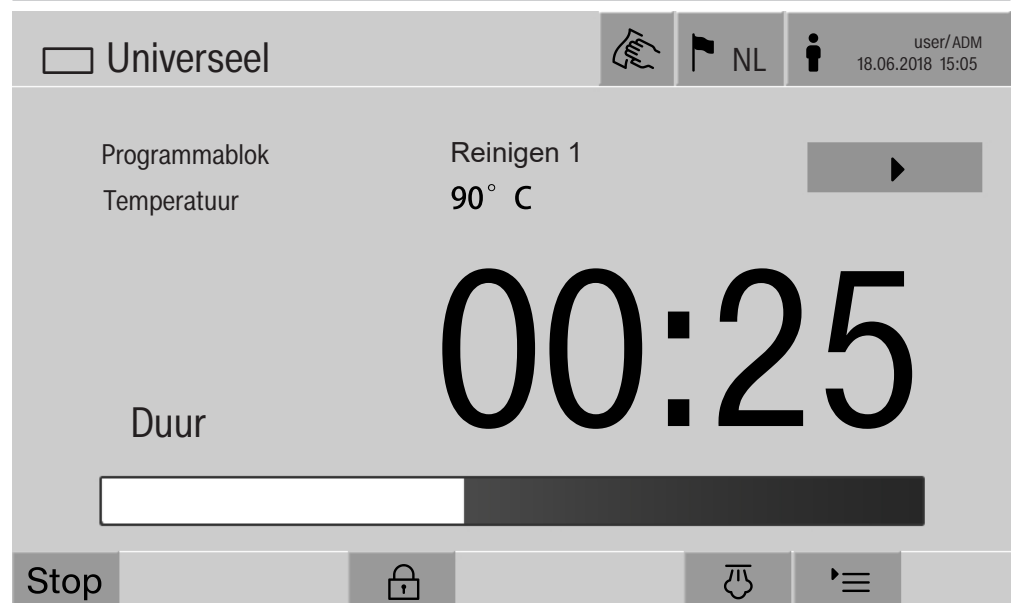 Universeel
NL
user/ADM
18.06.2018 15:05
Programmablok Reinigen 1
Temperatuur 90° C
00:25
Duur
Stop